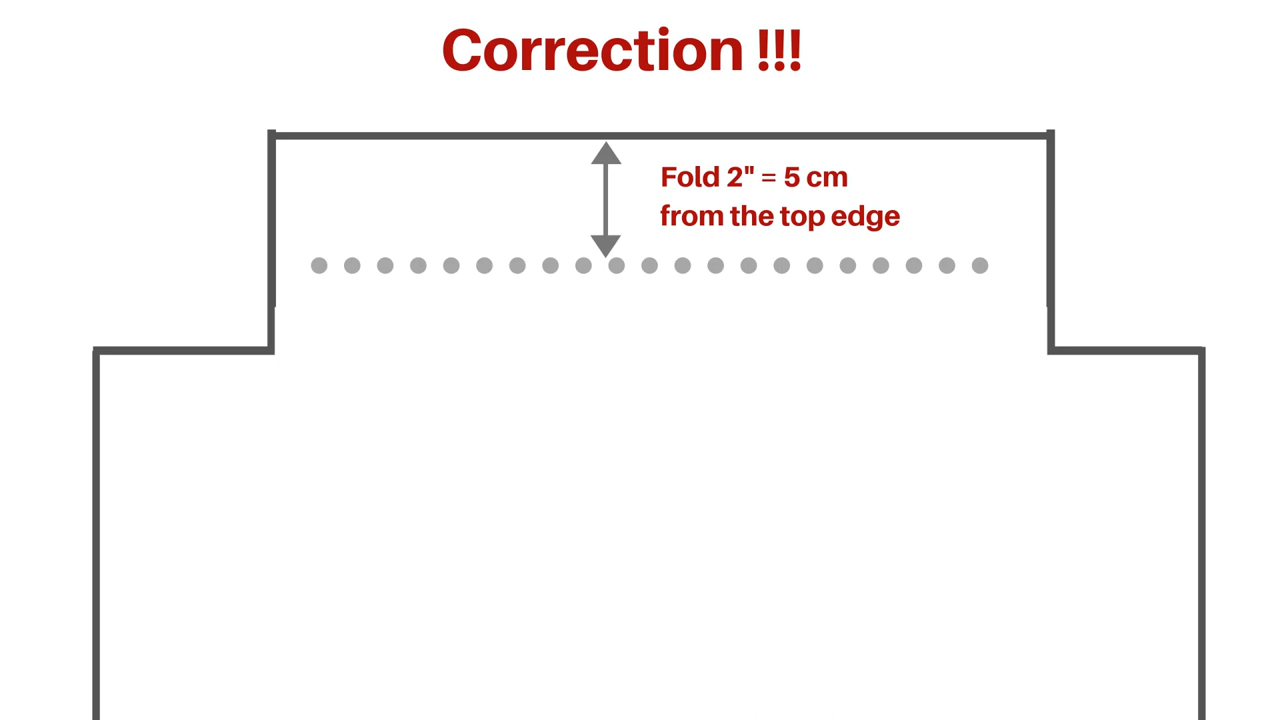 Correction !!!
Fold 2" = 5 cm
from the top edge